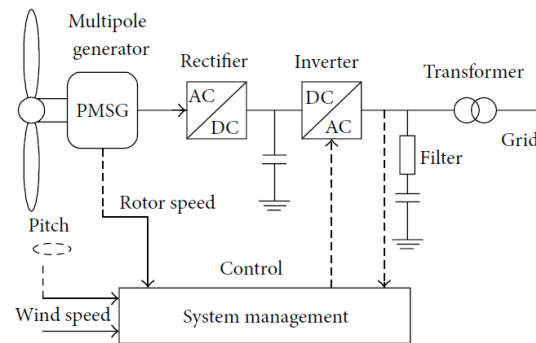 Multipole
generator
Rectifier
Inverter
Transformer
PMSG
AC
DC
DC
AC
Filter
Grid
Rotor speed
Pitch
Control
Wind speed
System management